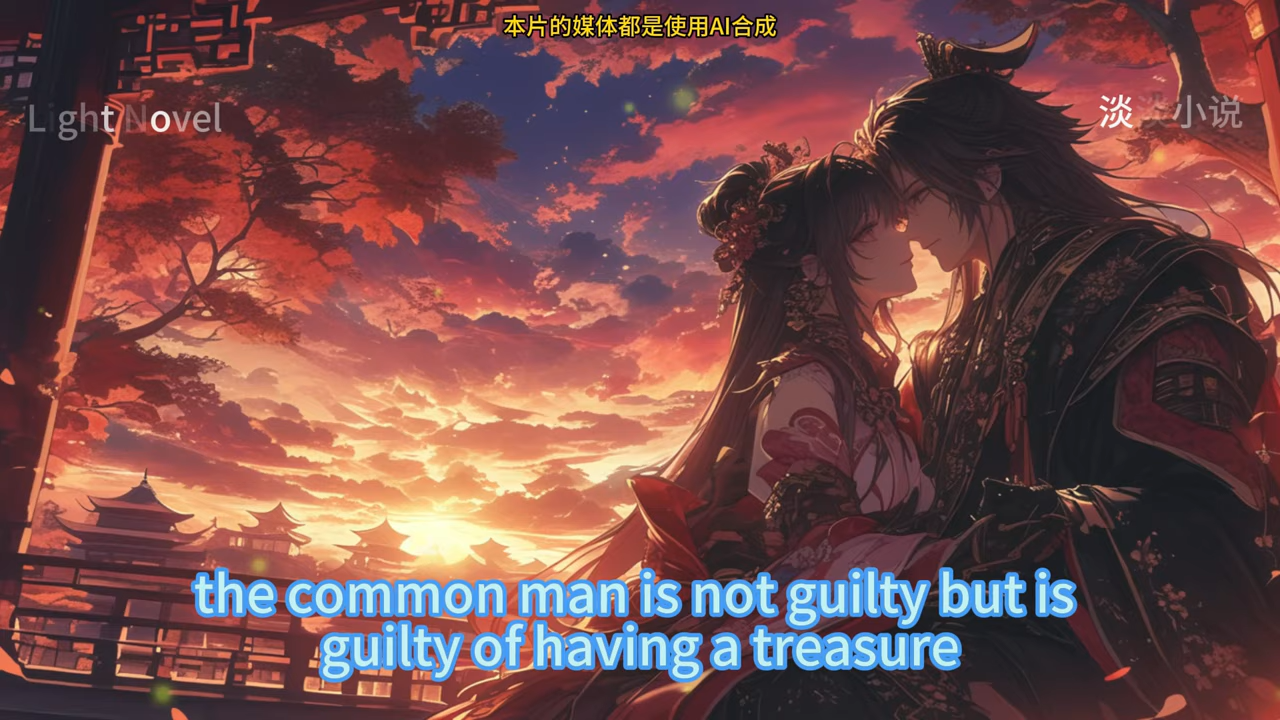 本片的媒体都是使用AI合成
Light Novel
淡 小说
the common man is not guilty but is
guilty of having a treasure